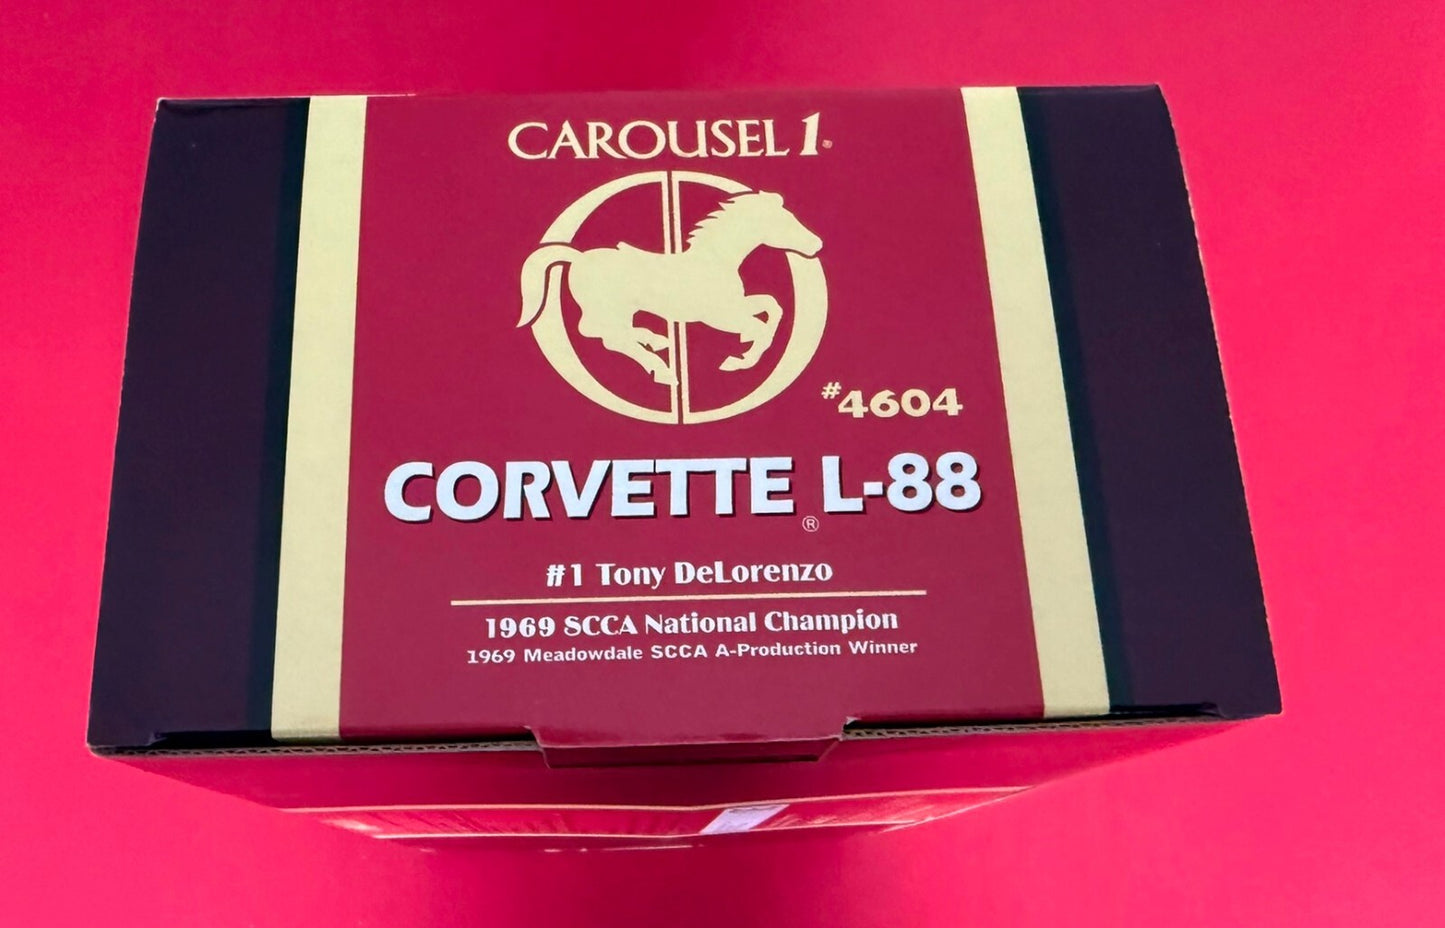 CAROUSEL 1®
#4604
CORVETTE® L-88
#1 Tony DeLorenzo
1969 SCCA National Champion
1969 Meadowdale SCCA A-Production Winner